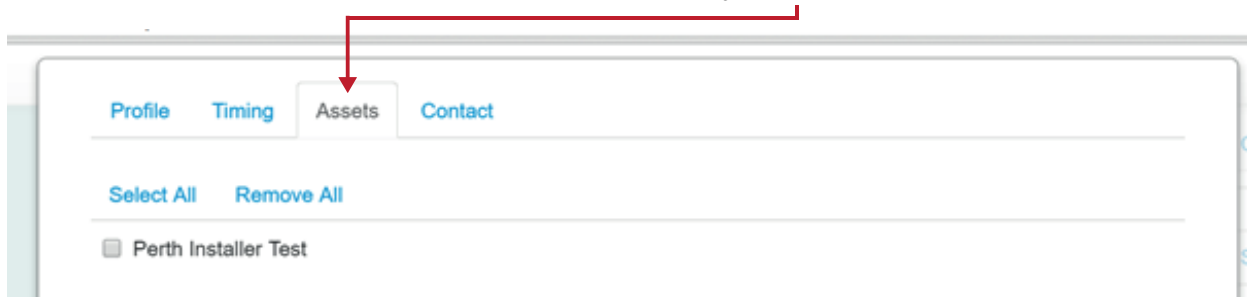 Profile Timing Assets Contact
Select All Remove All
Perth Installer Test